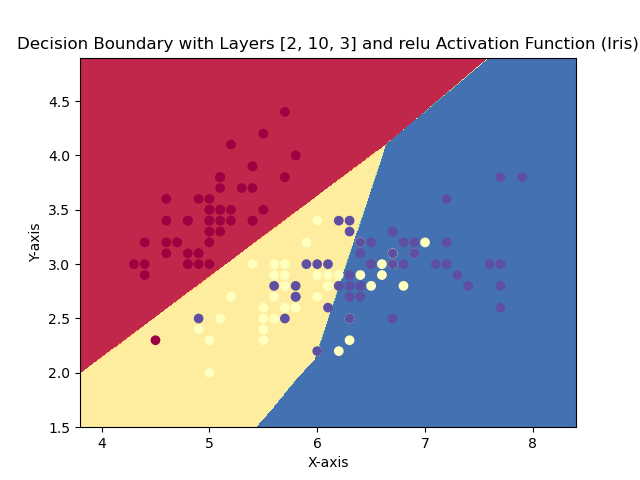 Decision Boundary with Layers [2, 10, 3] and relu Activation Function (Iris)
4.5
4.0
3.5
3.0
2.5
2.0
1.5
Y-axis
4 5 6 7 8
X-axis